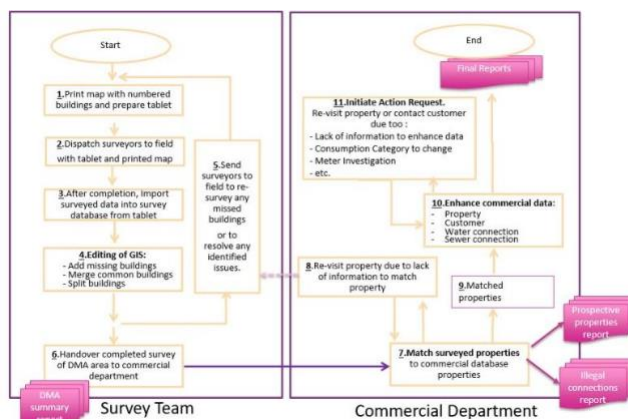 Start
1.Print map with numbered
buildings and prepare tablet
2.Dispatch surveyors to field
with tablet and printed map
3.After completion, Import
surveyed data into survey
database from tablet
4.Editing of GIS:
- Add missing buildings
- Merge common buildings
- Split buildings
5.Send
surveyors to
field to re-
survey any
missed
buildings
or to
resolve any
identified
issues.
6.Handover completed survey
of DMA area to commercial
department
DMA
summary
report
Survey Team
End
Final Reports
11.Initiate Action Request.
Re-visit property or contact customer
due too :
- Lack of information to enhance data
- Consumption Category to change
- Meter Investigation
- etc.
10.Enhance commercial data:
- Property
- Customer
- Water connection
- Sewer connection
8.Re-visit property due to lack
of information to match
property
9.Matched
properties
7.Match surveyed properties
to commercial database
properties
Prospective
properties
report
Illegal
connections
report
Commercial Department